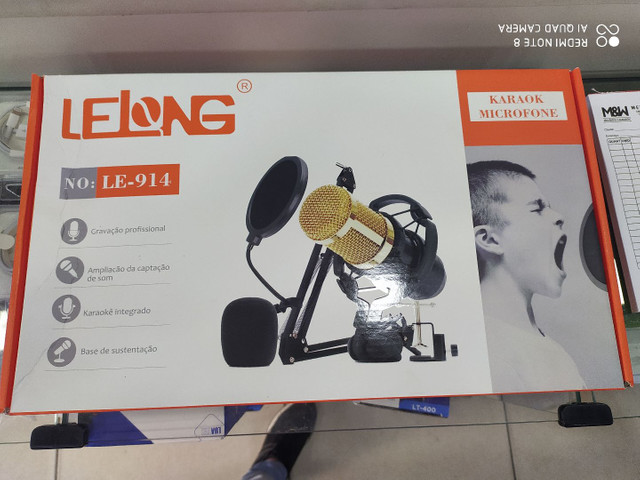 LELONG®
NO: LE-914
Gravação profissional
Ampliacão da captação
de som
Karaokê integrado
Base de sustentação
KARAOK
MICROFONE
REDMI NOTE 8
AI QUAD CAMERA
M&W
LT-400